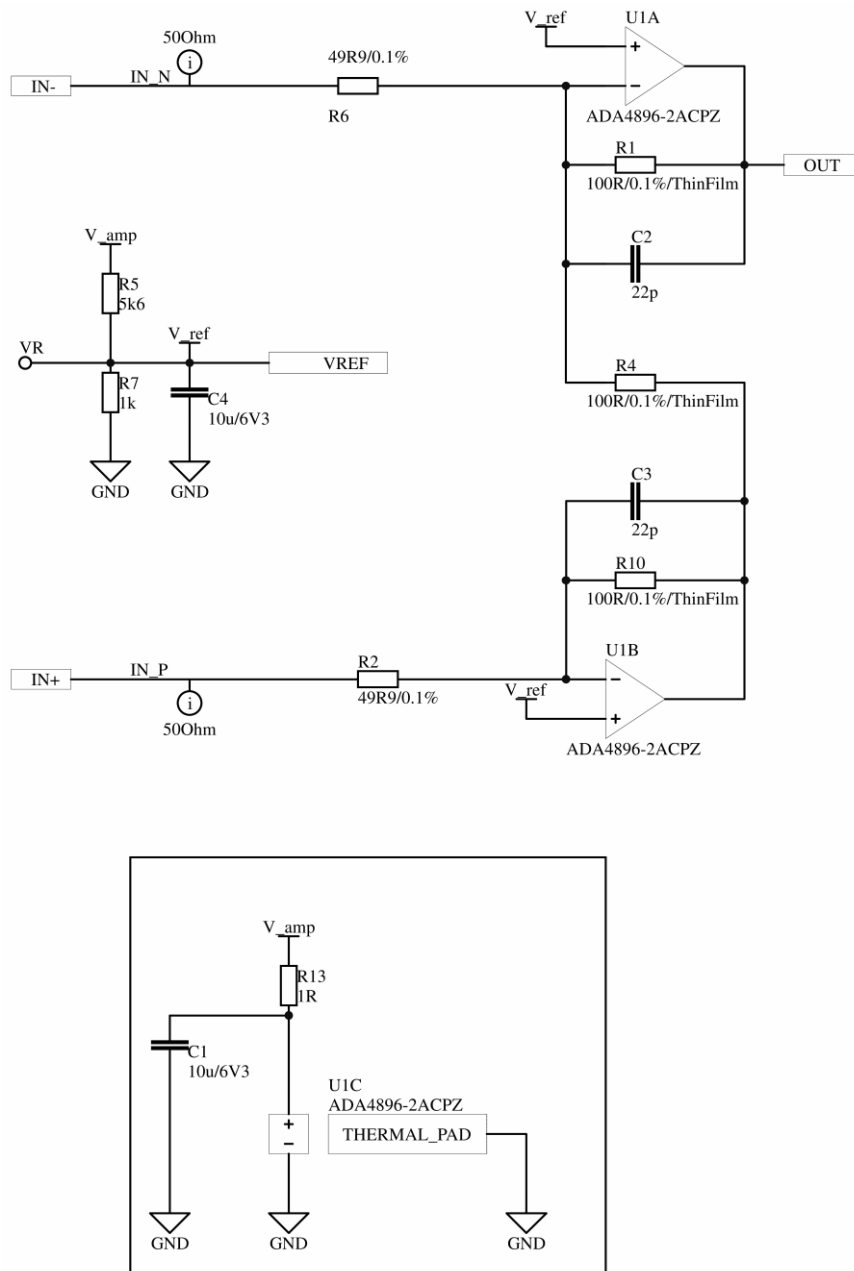 V_ref
U1A
50Ohm
i
49R9/0.1%
+
IN-
IN_N
−
R6
ADA4896-2ACPZ
R1
OUT
100R/0.1%/ThinFilm
V_amp
C2
R5
5k6
22p
V_ref
VR
VREF
R4
R7
1k
C4
10u/6V3
100R/0.1%/ThinFilm
GND
GND
C3
22p
R10
100R/0.1%/ThinFilm
U1B
IN+
IN_P
R2
−
i
49R9/0.1%
V_ref
50Ohm
+
ADA4896-2ACPZ
V_amp
R13
1R
C1
10u/6V3
U1C
ADA4896-2ACPZ
+
−
THERMAL_PAD
GND
GND
GND